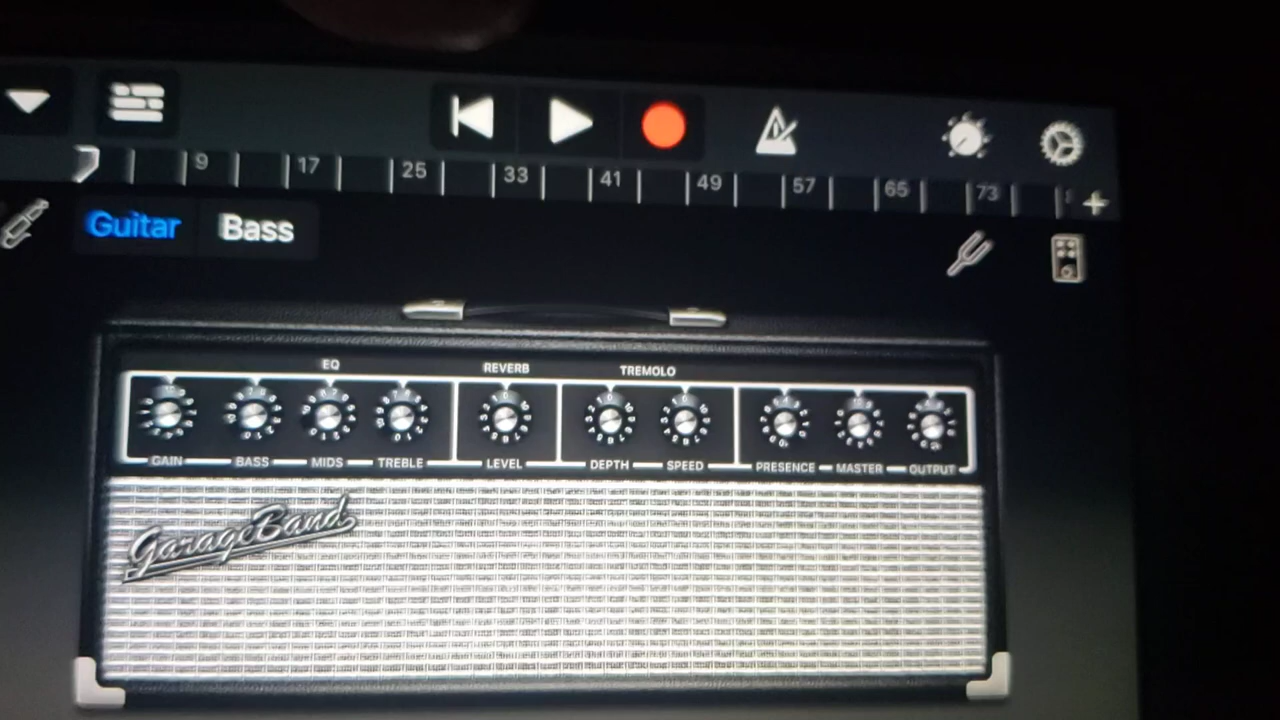 9 17 25 33 41 49 57 65 73
Guitar Bass
EQ REVERB TREMOLO
GAIN BASS MIDS TREBLE LEVEL DEPTH SPEED PRESENCE MASTER OUTPUT
GarageBand